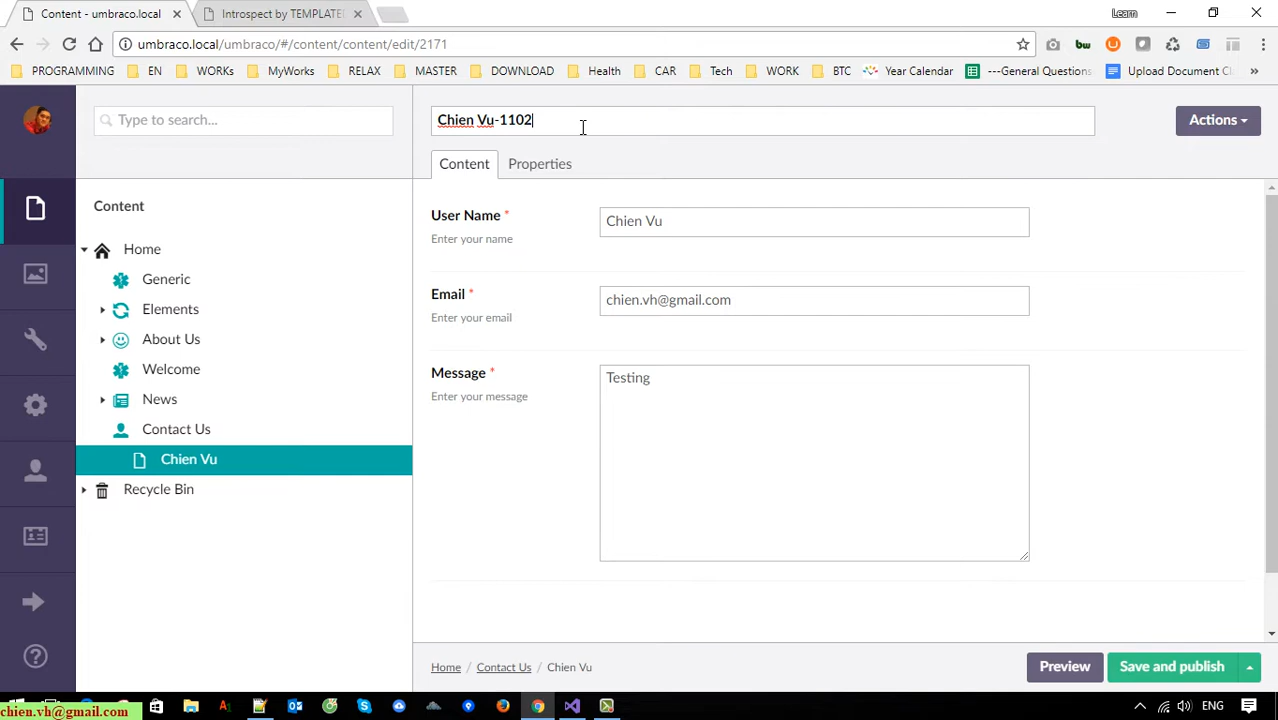 Content - umbraco.local
Introspect by TEMPLATE
Learn
umbraco.local/umbraco/#/content/content/edit/2171
PROGRAMMING EN WORKs MyWorks RELAX MASTER DOWNLOAD Health CAR Tech WORK BTC Year Calendar ---General Questions Upload Document
Type to search...
Chien Vu-1102
Actions
Content Properties
Content
Home
Generic
Elements
About Us
Welcome
News
Contact Us
Chien Vu
Recycle Bin
User Name *
Enter your name
Chien Vu
Email *
Enter your email
chien.vh@gmail.com
Message *
Enter your message
Testing
Home / Contact Us / Chien Vu
Preview
Save and publish
chien.vh@gmail.com
ENG